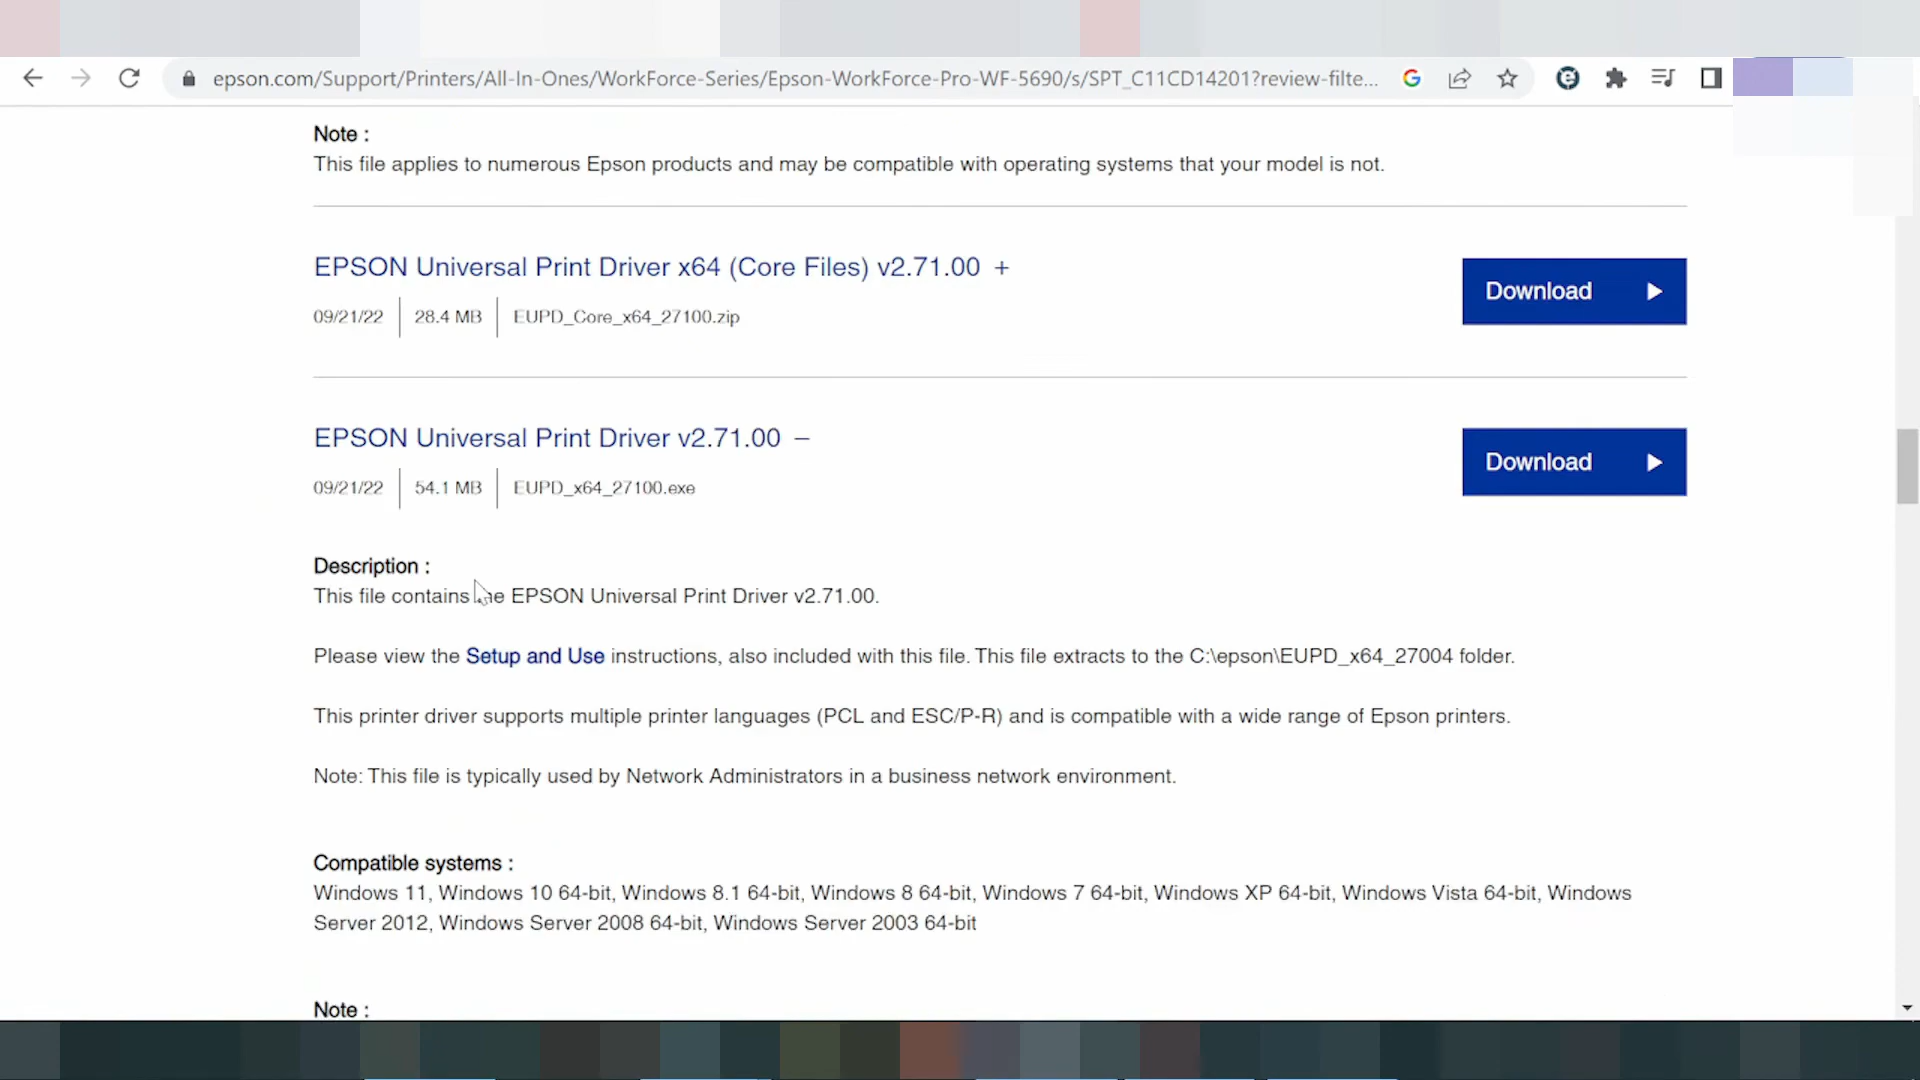 epson.com/Support/Printers/All-In-Ones/WorkForce-Series/Epson-WorkForce-Pro-WF-5690/s/SPT_C11CD14201?review-filte...
Note :
This file applies to numerous Epson products and may be compatible with operating systems that your model is not.
EPSON Universal Print Driver x64 (Core Files) v2.71.00 +
Download
09/21/22 28.4 MB EUPD_Core_x64_27100.zip
EPSON Universal Print Driver v2.71.00 –
Download
09/21/22 54.1 MB EUPD_x64_27100.exe
Description :
This file contains the EPSON Universal Print Driver v2.71.00.
Please view the Setup and Use instructions, also included with this file. This file extracts to the C:\epson\EUPD_x64_27004 folder.
This printer driver supports multiple printer languages (PCL and ESC/P-R) and is compatible with a wide range of Epson printers.
Note: This file is typically used by Network Administrators in a business network environment.
Compatible systems :
Windows 11, Windows 10 64-bit, Windows 8.1 64-bit, Windows 8 64-bit, Windows 7 64-bit, Windows XP 64-bit, Windows Vista 64-bit, Windows
Server 2012, Windows Server 2008 64-bit, Windows Server 2003 64-bit
Note :